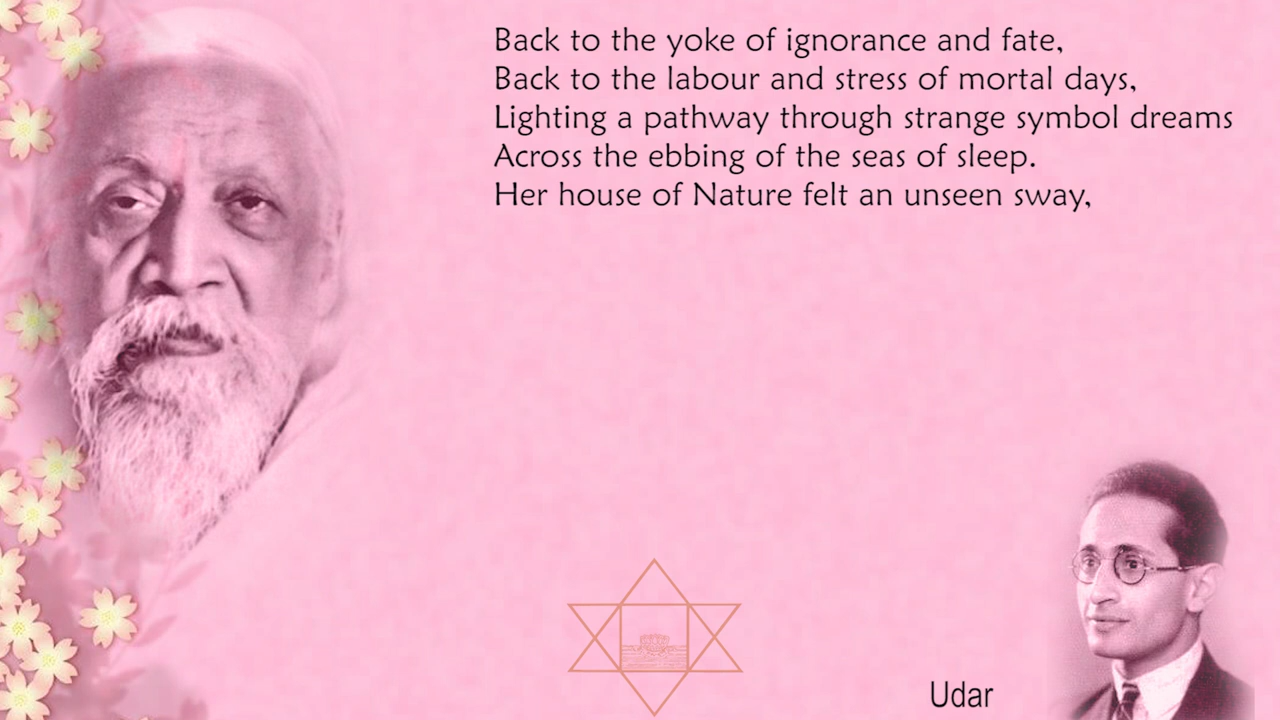 Back to the yoke of ignorance and fate,
Back to the labour and stress of mortal days,
Lighting a pathway through strange symbol dreams
Across the ebbing of the seas of sleep.
Her house of Nature felt an unseen sway,
Udar